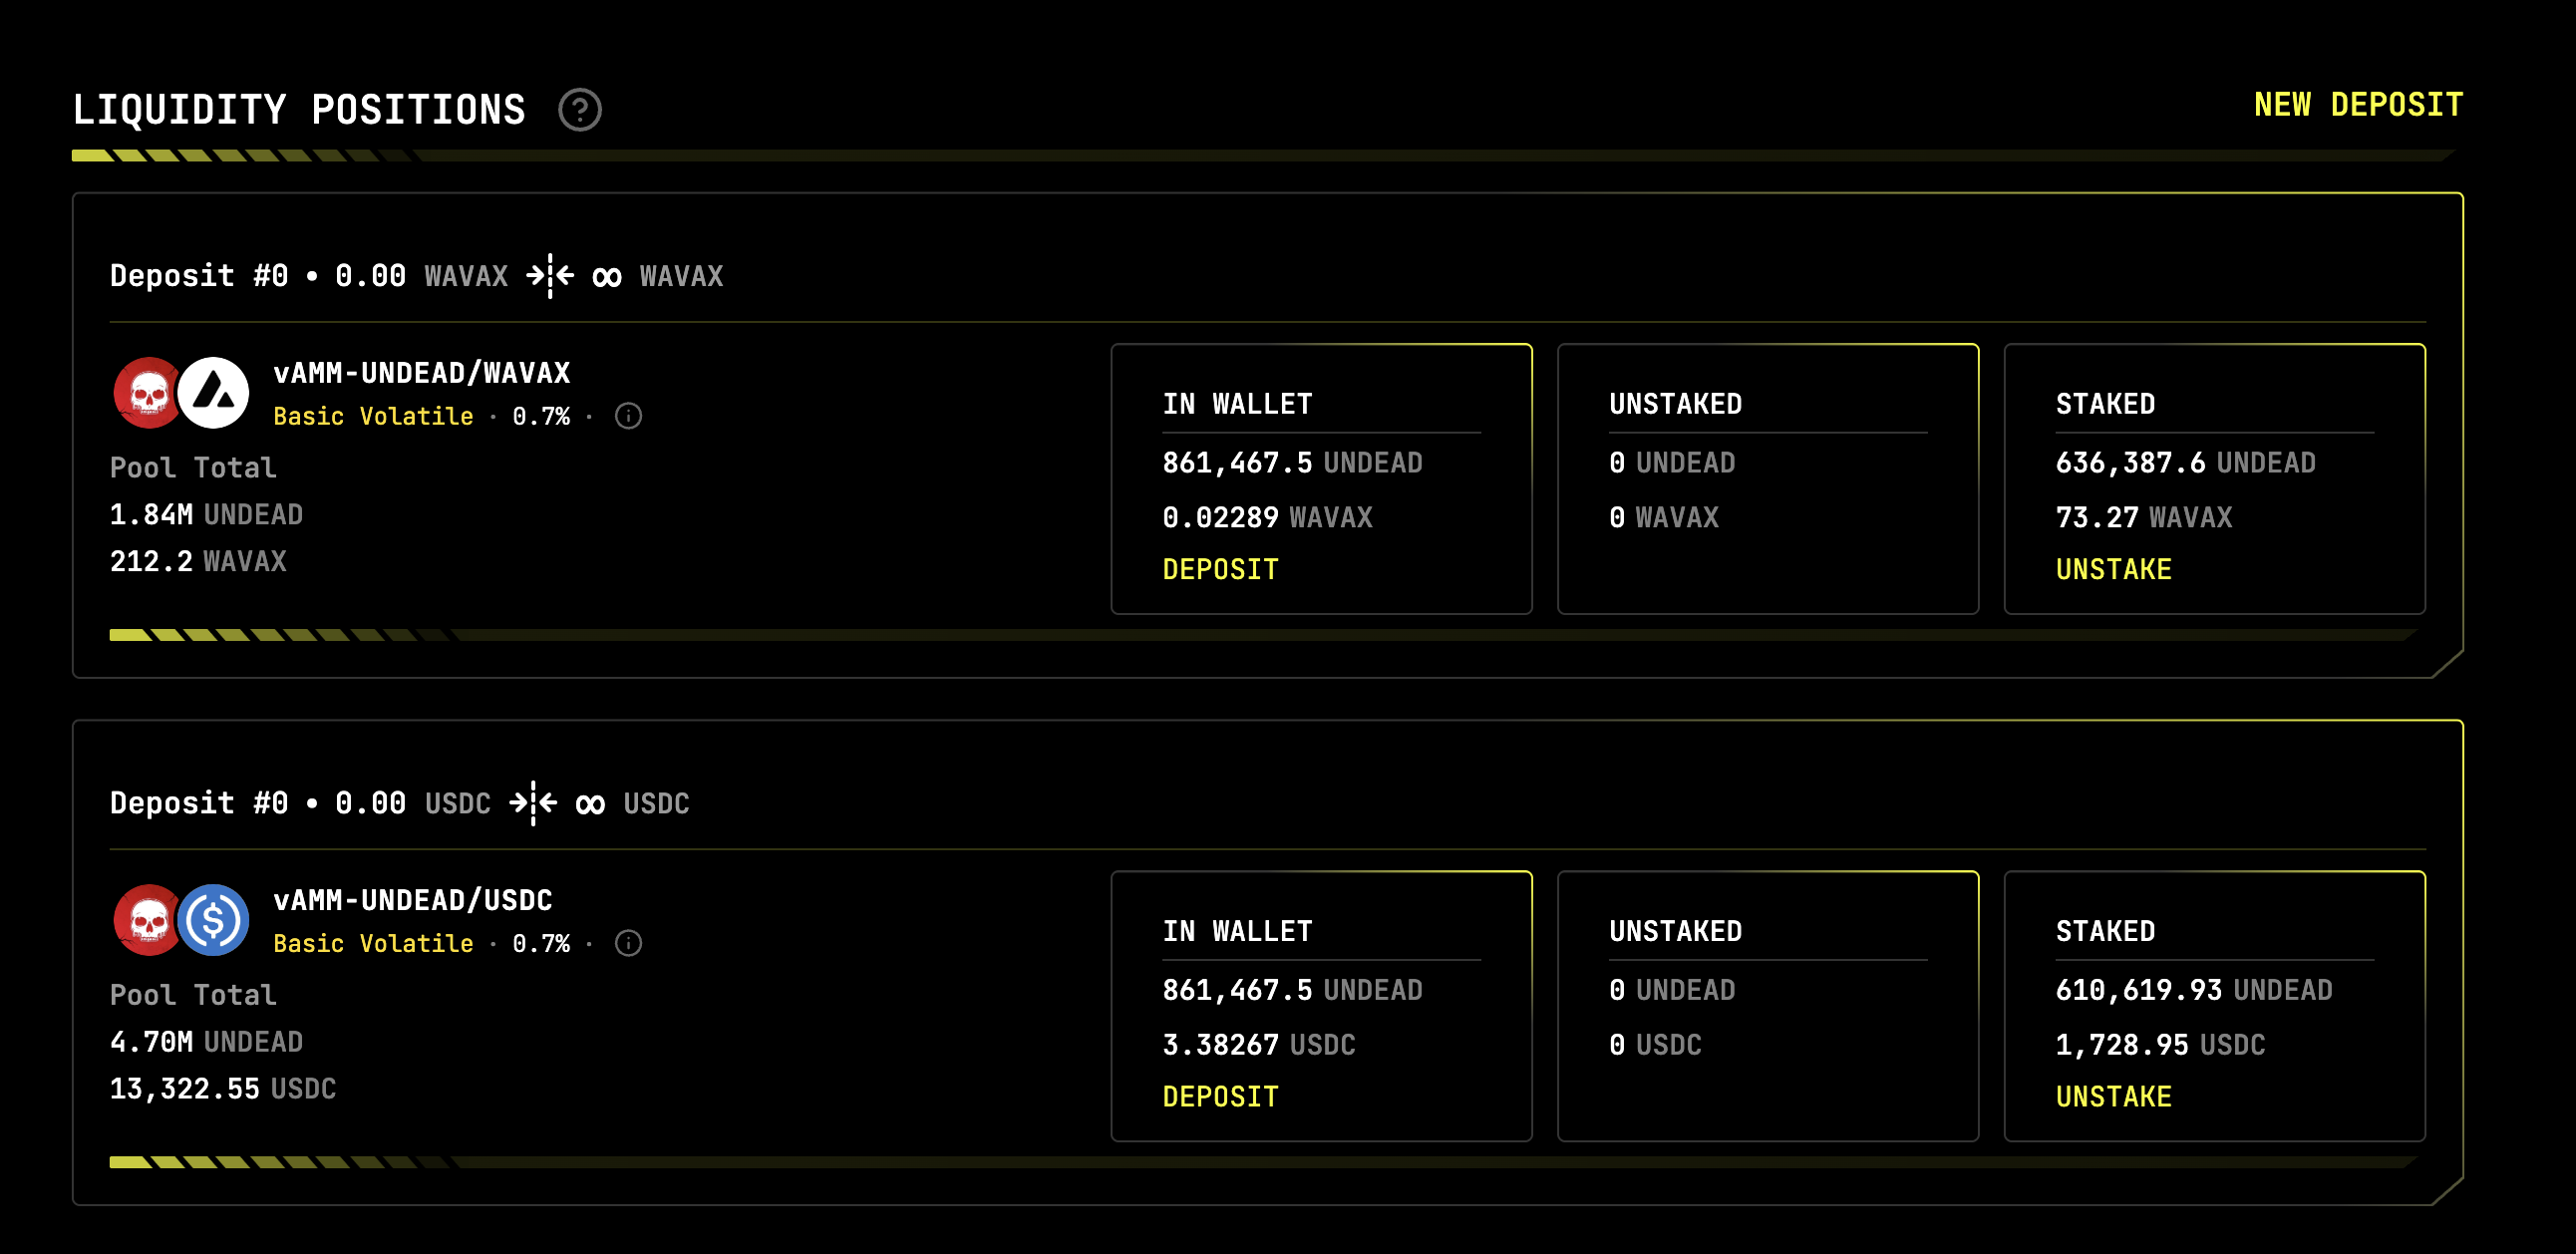 LIQUIDITY POSITIONS
NEW DEPOSIT
Deposit #0 • 0.00 WAVAX ∞ WAVAX
vAMM-UNDEAD/WAVAX
Basic Volatile · 0.7% ·
Pool Total
1.84M UNDEAD
212.2 WAVAX
IN WALLET
861,467.5 UNDEAD
0.02289 WAVAX
DEPOSIT
UNSTAKED
0 UNDEAD
0 WAVAX
STAKED
636,387.6 UNDEAD
73.27 WAVAX
UNSTAKE
Deposit #0 • 0.00 USDC ∞ USDC
vAMM-UNDEAD/USDC
Basic Volatile · 0.7% ·
Pool Total
4.70M UNDEAD
13,322.55 USDC
IN WALLET
861,467.5 UNDEAD
3.38267 USDC
DEPOSIT
UNSTAKED
0 UNDEAD
0 USDC
STAKED
610,619.93 UNDEAD
1,728.95 USDC
UNSTAKE